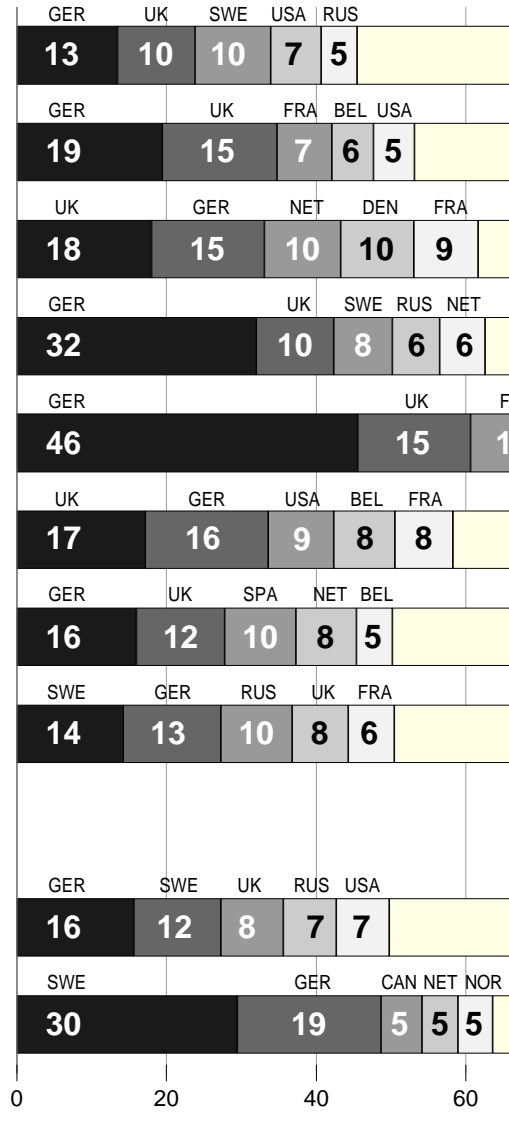 GER UK SWE USA RUS
13 10 10 7 5
GER UK FRA BEL USA
19 15 7 6 5
UK GER NET DEN FRA
18 15 10 10 9
GER UK SWE RUS NET
32 10 8 6 6
GER UK
46 15
UK GER USA BEL FRA
17 16 9 8 8
GER UK SPA NET BEL
16 12 10 8 5
SWE GER RUS UK FRA
14 13 10 8 6
GER SWE UK RUS USA
16 12 8 7 7
SWE GER CAN NET NOR
30 19 5 5 5
0 20 40 60